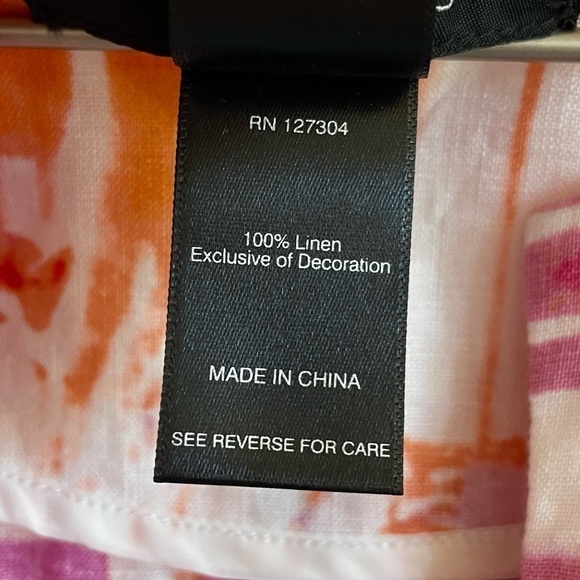 RN 127304
100% Linen
Exclusive of Decoration
MADE IN CHINA
SEE REVERSE FOR CARE